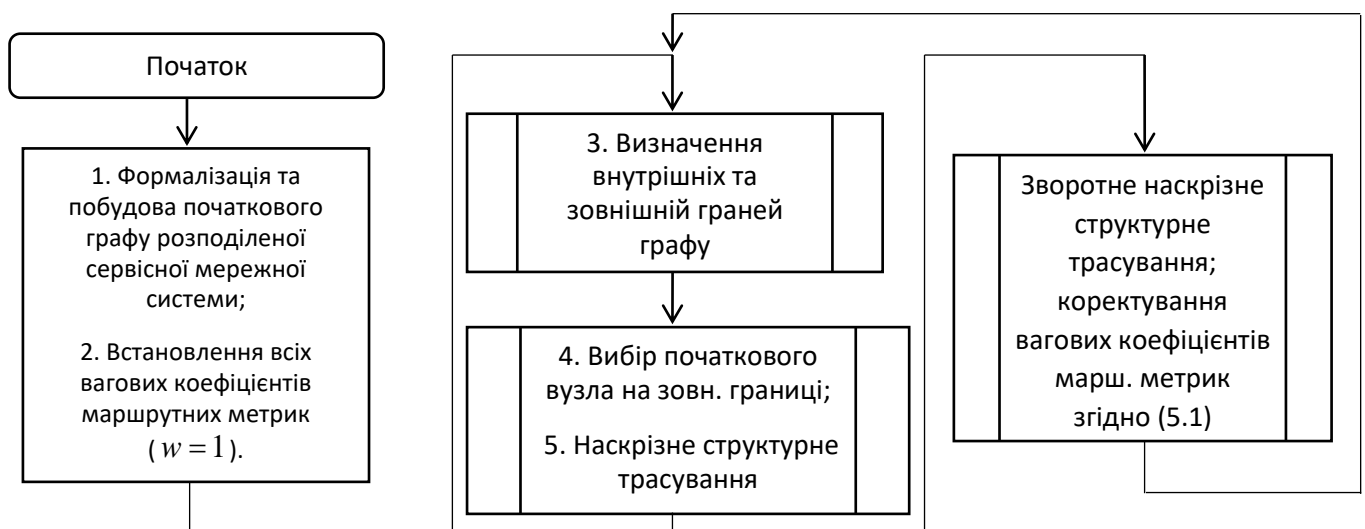 Початок
1. Формалізація та
побудова початкового
графу розподіленої
сервісної мережної
системи;
2. Встановлення всіх
вагових коефіцієнтів
маршрутних метрик
( w = 1 ).
3. Визначення
внутрішніх та
зовнішній граней
графу
4. Вибір початкового
вузла на зовн. границі;
5. Наскрізне структурне
трасування
Зворотне наскрізне
структурне
трасування;
коректування
вагових коефіцієнтів
марш. метрик
згідно (5.1)